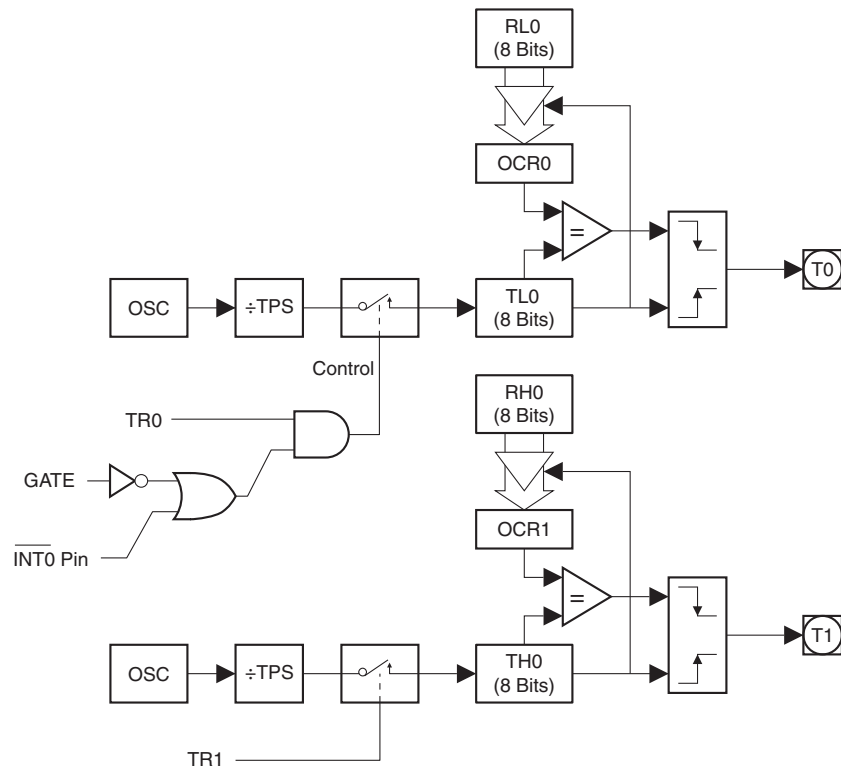 RL0
(8 Bits)
OCR0
=
OSC
÷TPS
TL0
(8 Bits)
T0
Control
TR0
GATE
INT0 Pin
RH0
(8 Bits)
OCR1
=
OSC
÷TPS
TH0
(8 Bits)
T1
TR1